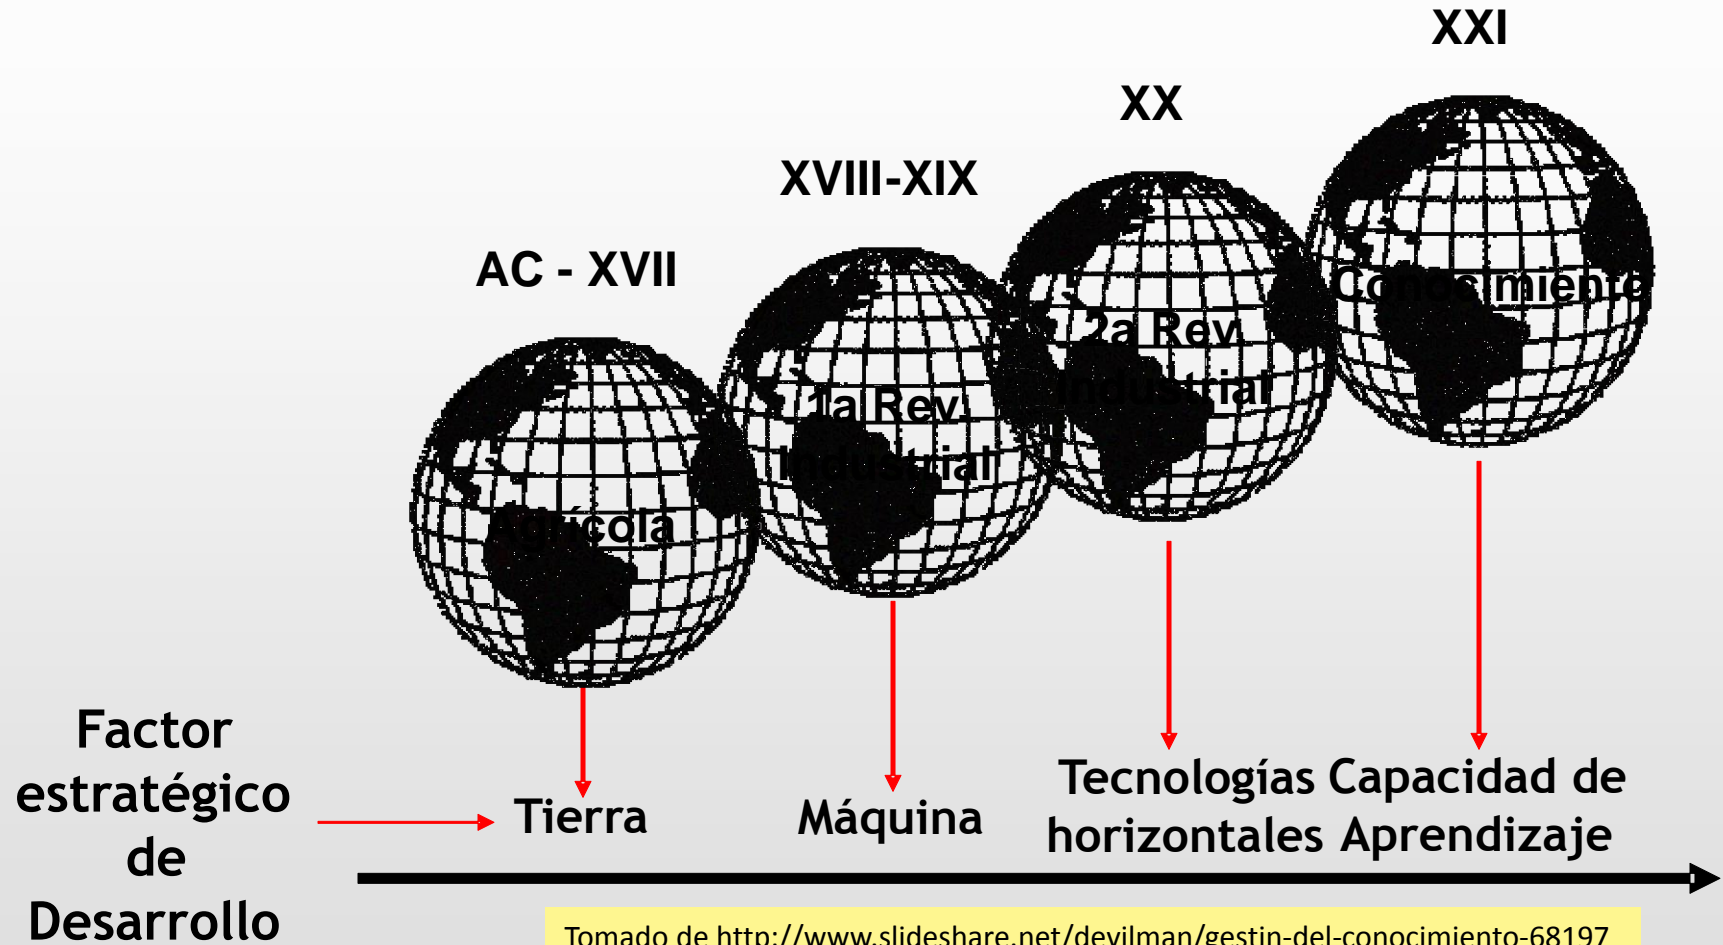 XXI
XX
XVIII-XIX
AC - XVII
Conocimiento
2a Rev.
Industrial
1a Rev.
Industrial
Agrícola
Factor
estratégico
de
Desarrollo
Tierra
Máquina
Tecnologías
horizontales
Capacidad de
Aprendizaje
Tomado de http://www.slideshare.net/devilman/gestin-del-conocimiento-68197